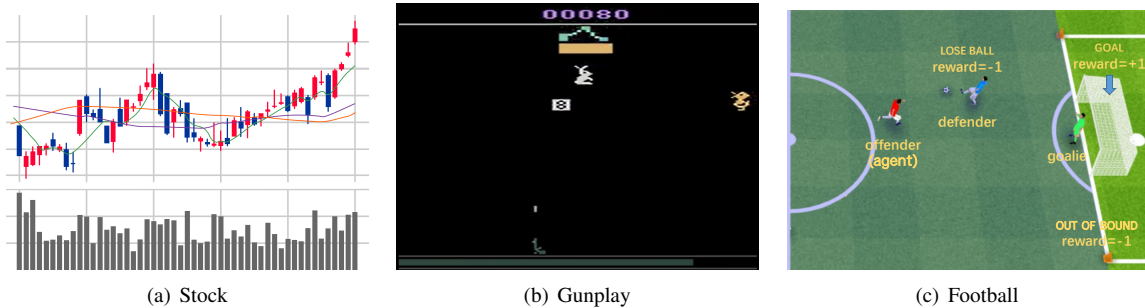 00080
LOSE BALL
reward=-1
GOAL
reward=+1
defender
offender
(agent)
goalie
OUT OF BOUND
reward=-1
(a) Stock
(b) Gunplay
(c) Football